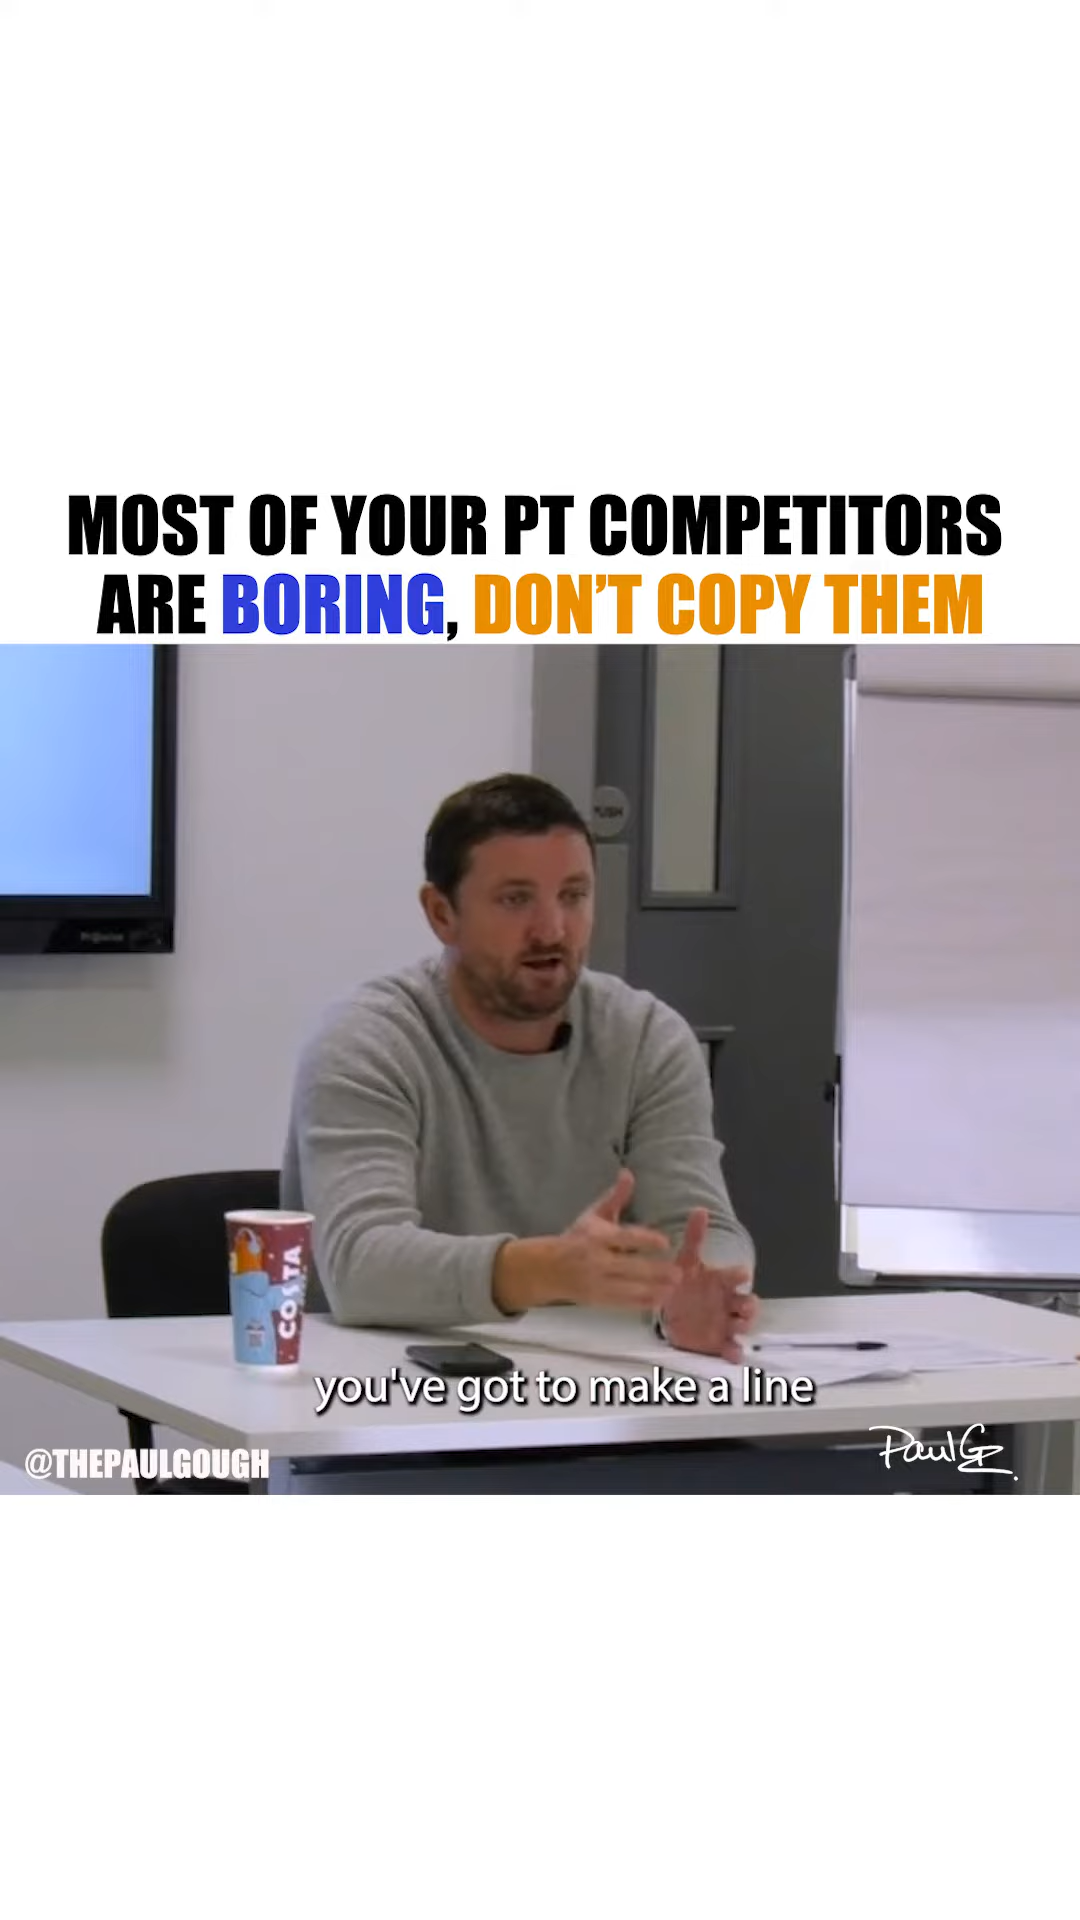 MOST OF YOUR PT COMPETITORS
ARE BORING, DON'T COPY THEM
PUSH
COSTA
you've got to make a line
@THEPAULGOUGH
PaulG